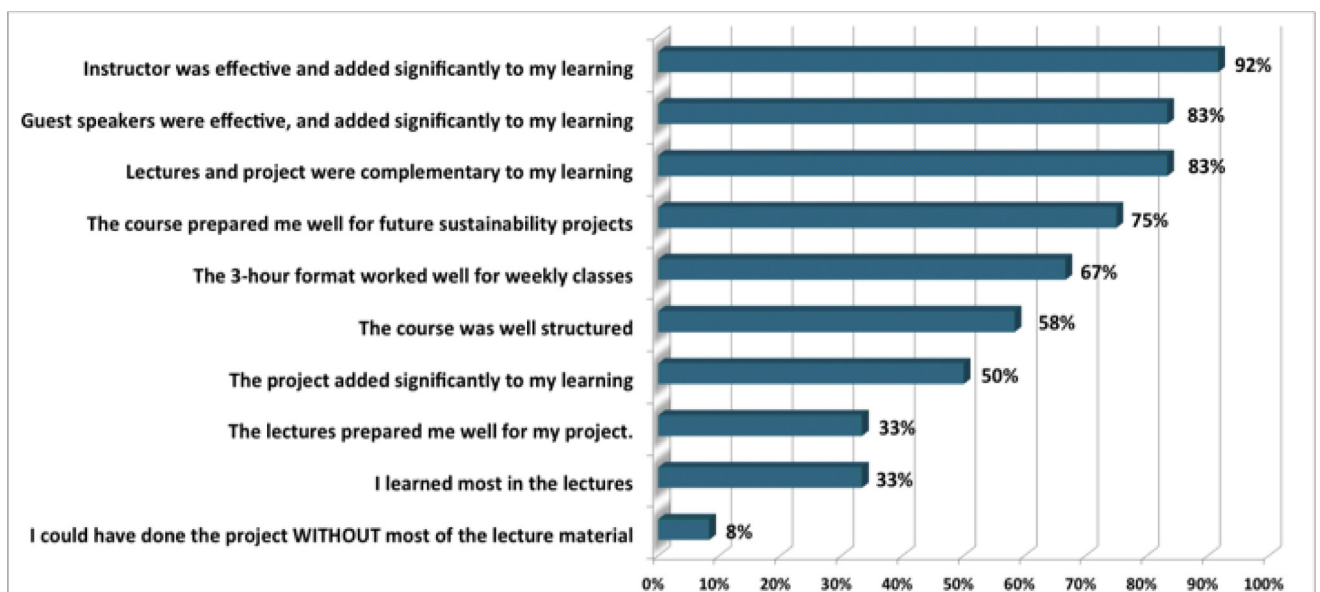 Instructor was effective and added significantly to my learning
92%
Guest speakers were effective, and added significantly to my learning
83%
Lectures and project were complementary to my learning
83%
The course prepared me well for future sustainability projects
75%
The 3-hour format worked well for weekly classes
67%
The course was well structured
58%
The project added significantly to my learning
50%
The lectures prepared me well for my project.
33%
I learned most in the lectures
33%
I could have done the project WITHOUT most of the lecture material
8%
0% 10% 20% 30% 40% 50% 60% 70% 80% 90% 100%